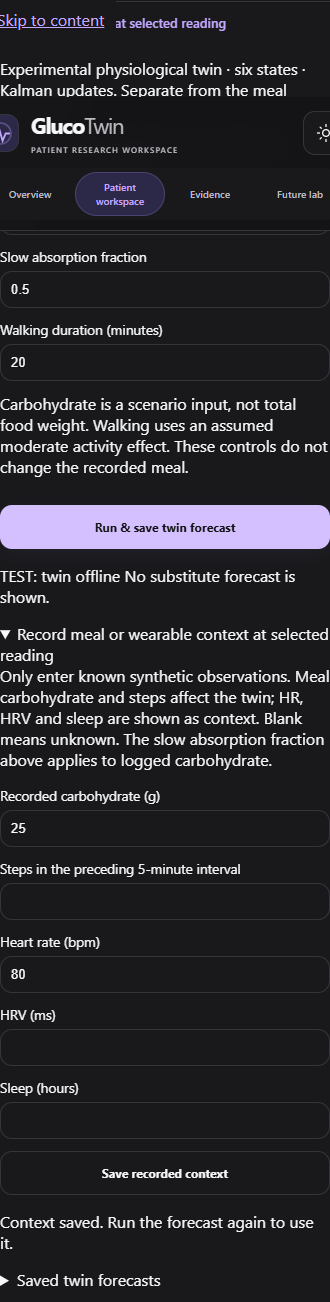 Skip to content
at selected reading
Experimental physiological twin · six states ·
Kalman updates. Separate from the meal
GlucoTwin
PATIENT RESEARCH WORKSPACE
Overview
Patient
workspace
Evidence
Future lab
Slow absorption fraction
0.5
Walking duration (minutes)
20
Carbohydrate is a scenario input, not total
food weight. Walking uses an assumed
moderate activity effect. These controls do not
change the recorded meal.
Run & save twin forecast
TEST: twin offline No substitute forecast is
shown.
▼ Record meal or wearable context at selected
reading
Only enter known synthetic observations. Meal
carbohydrate and steps affect the twin; HR,
HRV and sleep are shown as context. Blank
means unknown. The slow absorption fraction
above applies to logged carbohydrate.
Recorded carbohydrate (g)
25
Steps in the preceding 5-minute interval
Heart rate (bpm)
80
HRV (ms)
Sleep (hours)
Save recorded context
Context saved. Run the forecast again to use
it.
▶ Saved twin forecasts